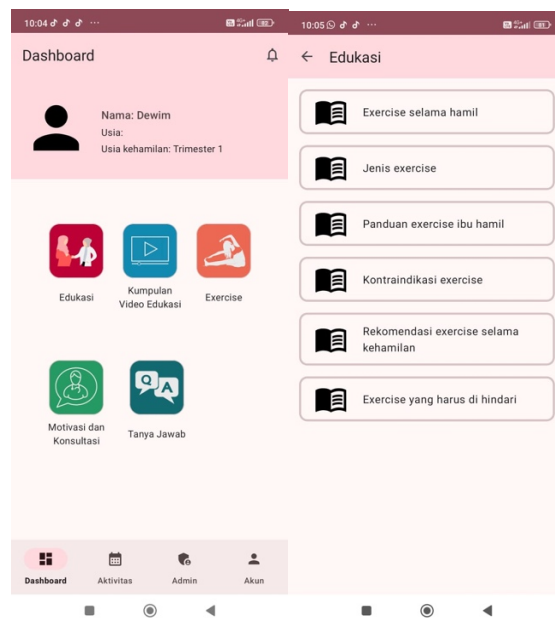 10:04
Dashboard
Nama: Dewim
Usia:
Usia kehamilan: Trimester 1
Edukasi
Kumpulan
Video Edukasi
Exercise
Motivasi dan
Konsultasi
Q A
Tanya Jawab
Dashboard
Aktivitas
Admin
Akun
10:05
Edukasi
Exercise selama hamil
Jenis exercise
Panduan exercise ibu hamil
Kontraindikasi exercise
Rekomendasi exercise selama
kehamilan
Exercise yang harus di hindari